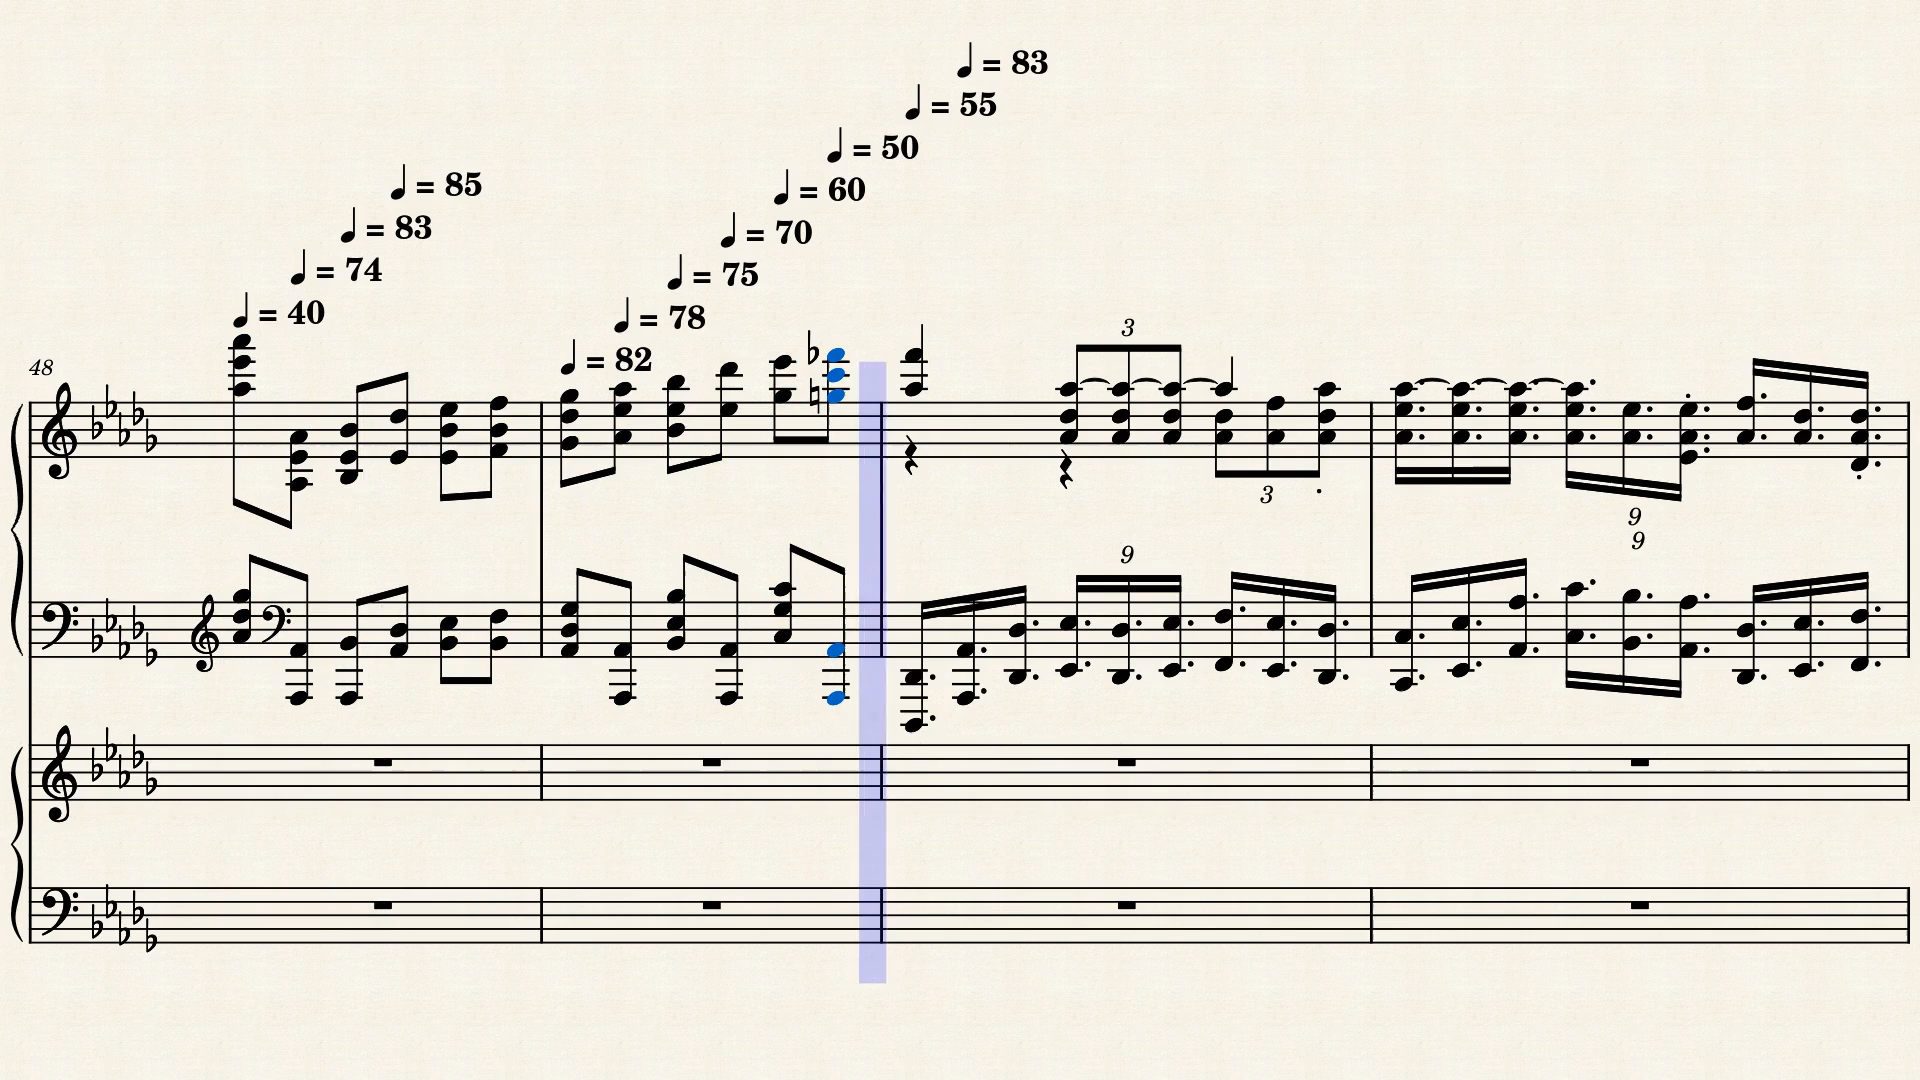 ♩ = 83
♩ = 55
♩ = 50
♩ = 85
♩ = 60
♩ = 83
♩ = 70
♩ = 74
♩ = 75
♩ = 40
♩ = 78
♩ = 82
48
3
3
9
9
9